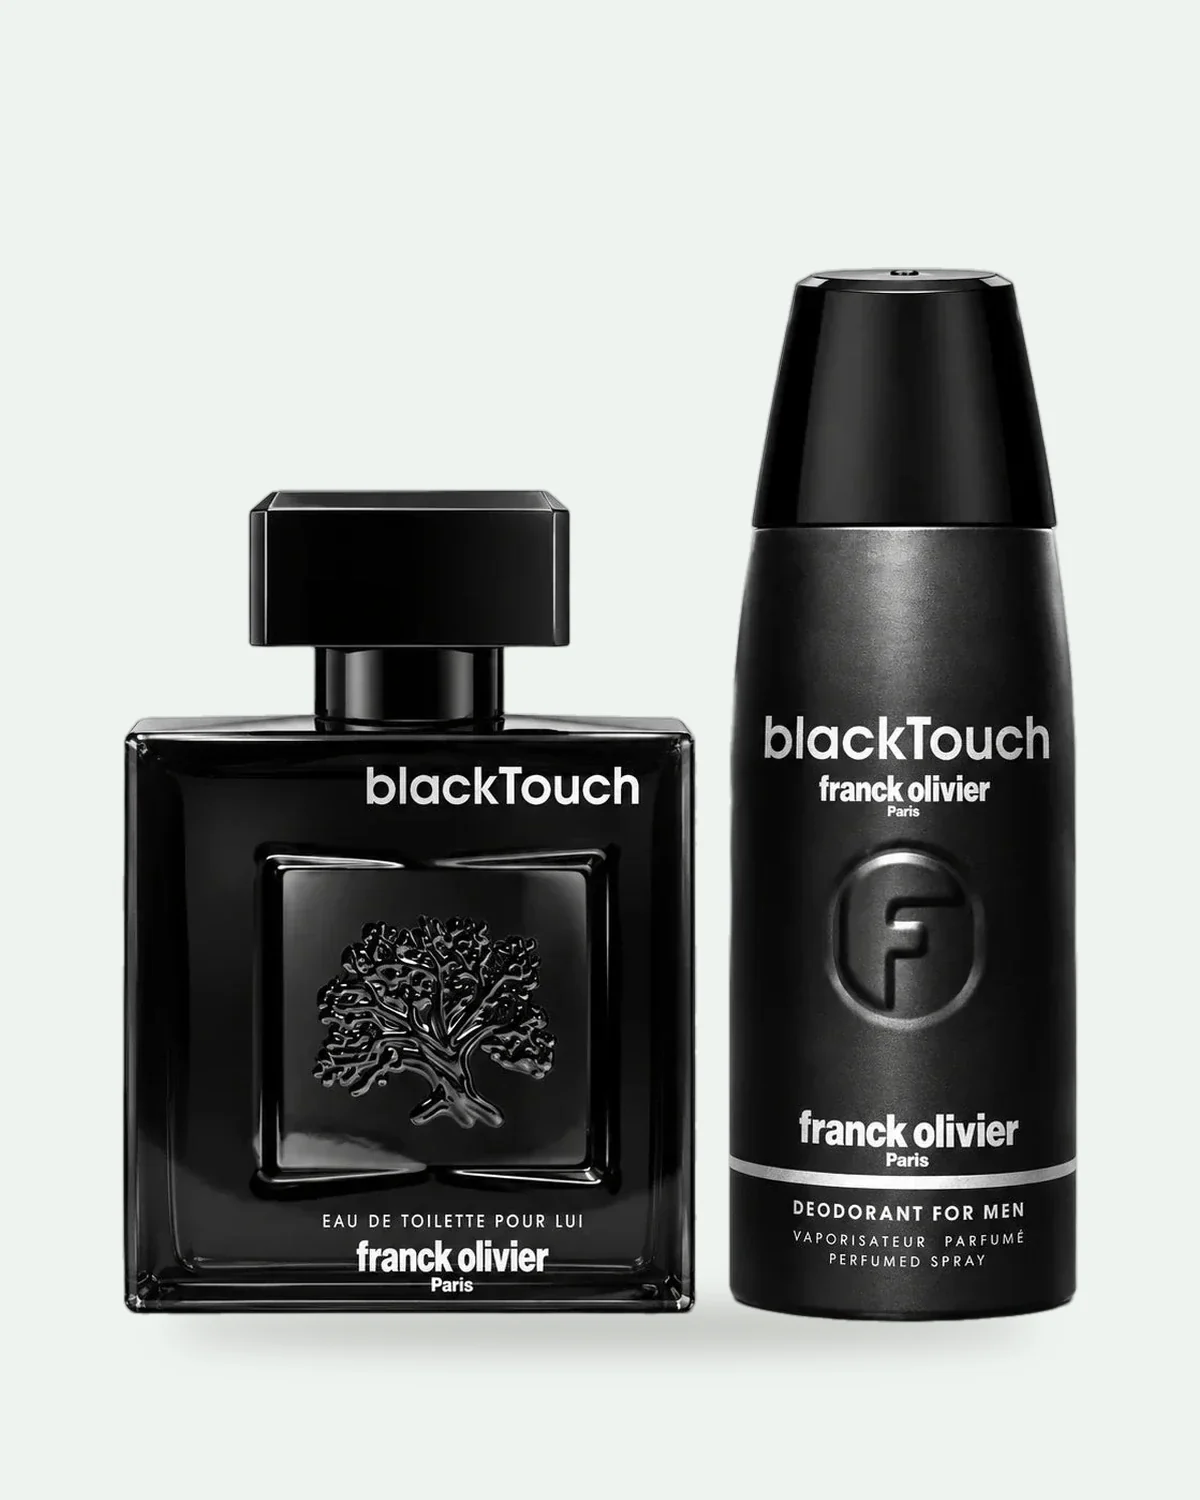 blackTouch
EAU DE TOILETTE POUR LUI
franck olivier
Paris
blackTouch
franck olivier
Paris
F
franck olivier
Paris
DEODORANT FOR MEN
VAPORISATEUR PARFUMÉ
PERFUMED SPRAY